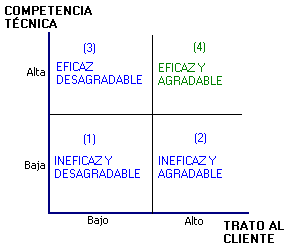 COMPETENCIA
TÉCNICA
(3)
(4)
Alta
EFICAZ
DESAGRADABLE
EFICAZ Y
AGRADABLE
(1)
(2)
Baja
INEFICAZ Y
DESAGRADABLE
INEFICAZ Y
AGRADABLE
Bajo
Alto
TRATO AL
CLIENTE